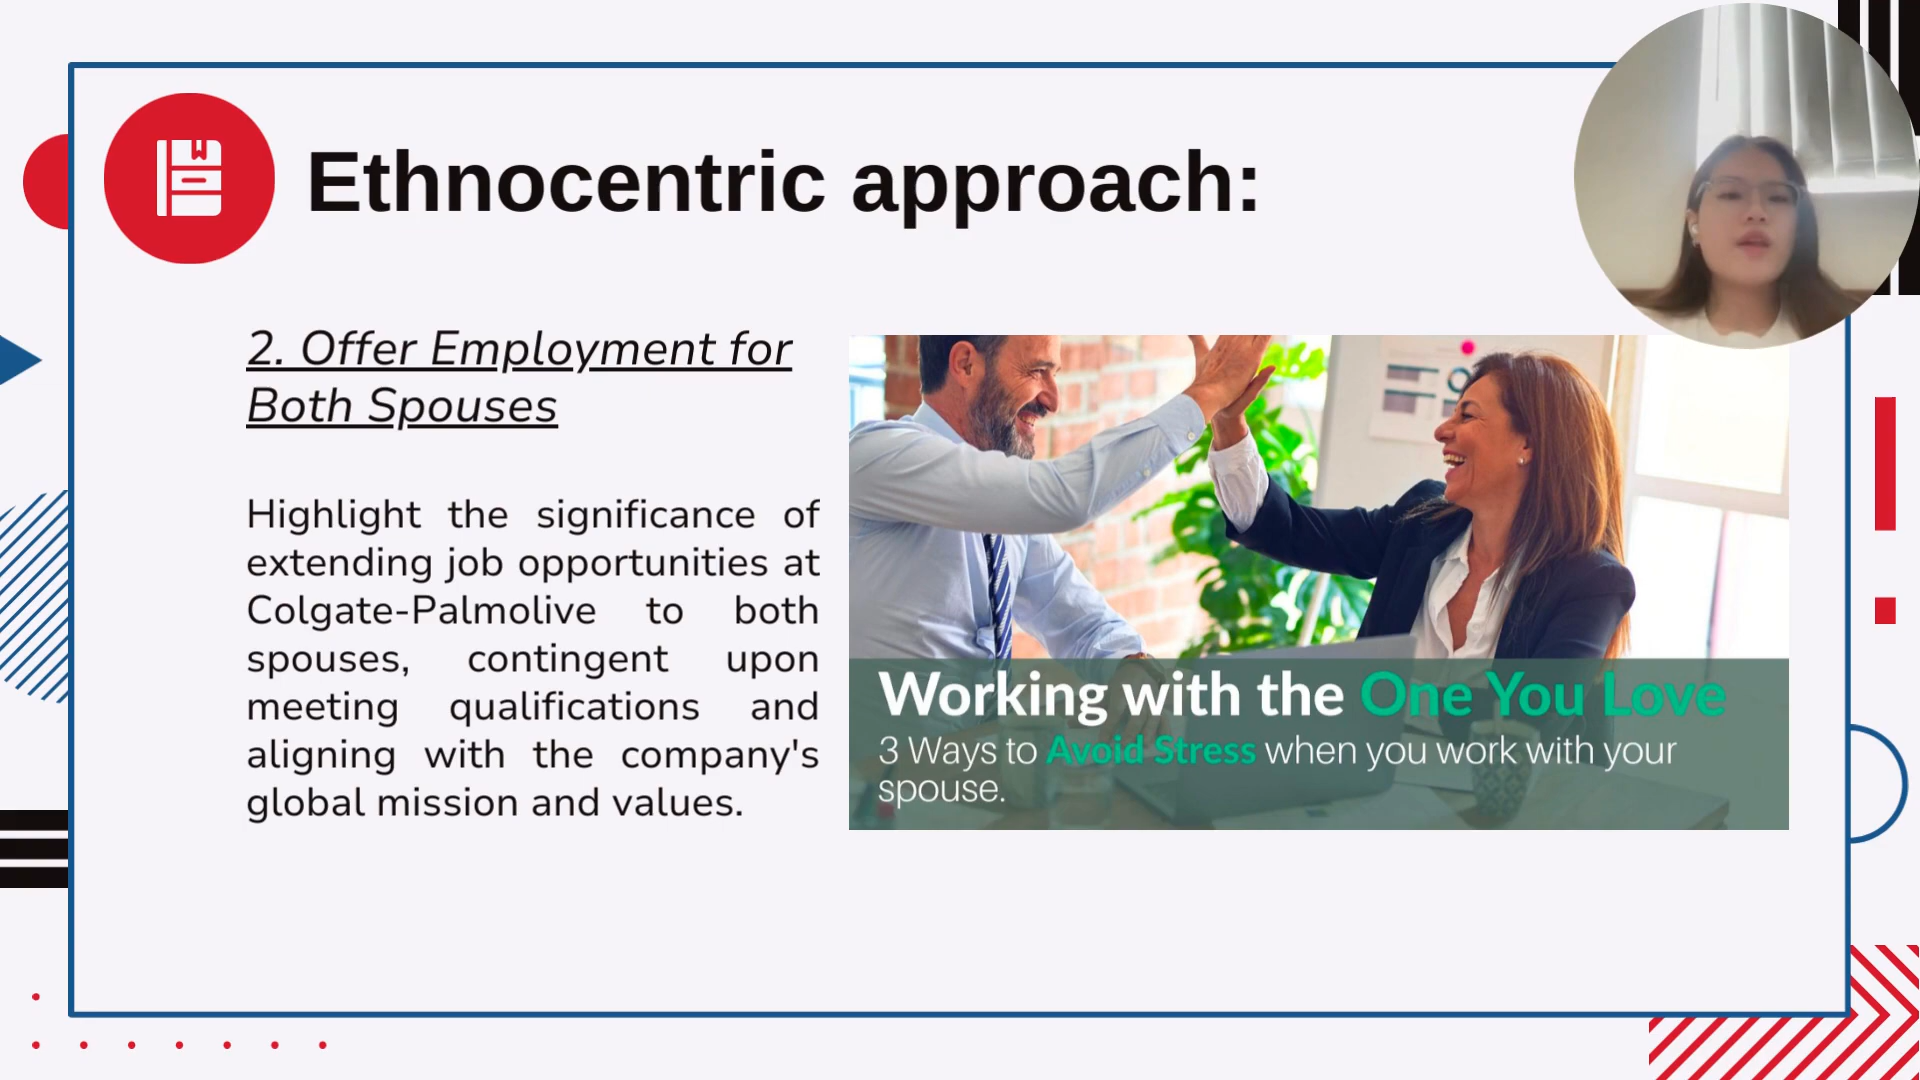 Ethnocentric approach:
2. Offer Employment for
Both Spouses
Highlight the significance of
extending job opportunities at
Colgate-Palmolive to both
spouses, contingent upon
meeting qualifications and
aligning with the company's
global mission and values.
Working with the One You Love
3 Ways to Avoid Stress when you work with your
spouse.